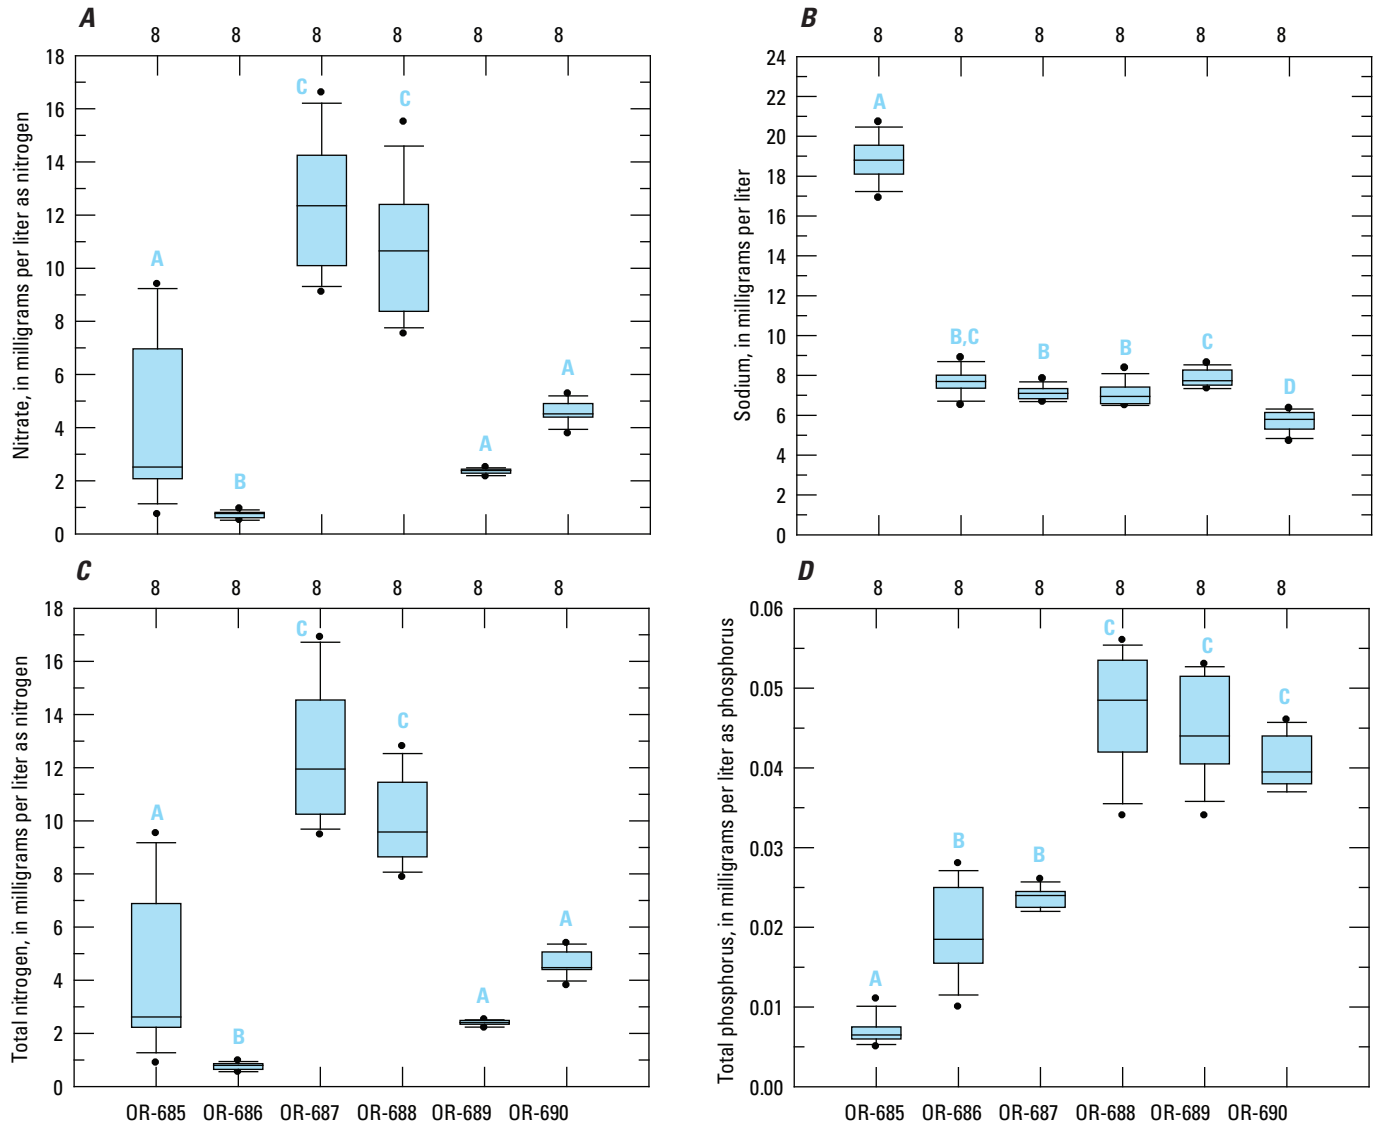 A
8 8 8 8 8 8
18
16
14
12
10
8
6
4
2
0
Nitrate, in milligrams per liter as nitrogen
A
B
C
C
A
A
B
8 8 8 8 8 8
24
22
20
18
16
14
12
10
8
6
4
2
0
Sodium, in milligrams per liter
A
B,C
B
B
C
D
C
8 8 8 8 8 8
18
16
14
12
10
8
6
4
2
0
Total nitrogen, in milligrams per liter as nitrogen
A
B
C
C
A
A
OR-685 OR-686 OR-687 OR-688 OR-689 OR-690
D
8 8 8 8 8 8
0.06
0.05
0.04
0.03
0.02
0.01
0.00
Total phosphorus, in milligrams per liter as phosphorus
A
B
B
C
C
C
OR-685 OR-686 OR-687 OR-688 OR-689 OR-690